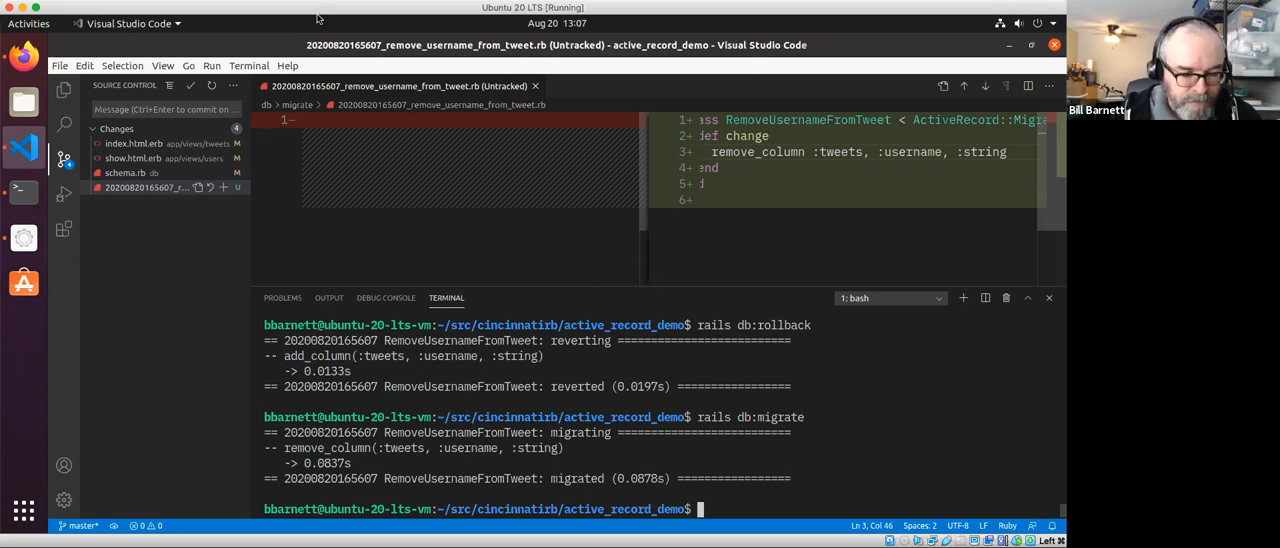 Ubuntu 20 LTS [Running]
Activities
Visual Studio Code
Aug 20 13:07
20200820165607_remove_username_from_tweet.rb (Untracked) - active_record_demo - Visual Studio Code
File Edit Selection View Go Run Terminal Help
SOURCE CONTROL
20200820165607_remove_username_from_tweet.rb (Untracked)
Message (Ctrl+Enter to commit on ...
db › migrate › 20200820165607_remove_username_from_tweet.rb
Bill Barnett
Changes 4
index.html.erb app/views/tweets M
show.html.erb app/views/users M
schema.rb db M
20200820165607_r... U
4
1−
1+ ass RemoveUsernameFromTweet < ActiveRecord::Migra
2+ def change
3+ remove_column :tweets, :username, :string
4+ end
5+ d
6+
PROBLEMS OUTPUT DEBUG CONSOLE TERMINAL
1: bash
bbarnett@ubuntu-20-lts-vm:~/src/cincinnatirb/active_record_demo$ rails db:rollback
== 20200820165607 RemoveUsernameFromTweet: reverting ==========================
-- add_column(:tweets, :username, :string)
-> 0.0133s
== 20200820165607 RemoveUsernameFromTweet: reverted (0.0197s) =================
bbarnett@ubuntu-20-lts-vm:~/src/cincinnatirb/active_record_demo$ rails db:migrate
== 20200820165607 RemoveUsernameFromTweet: migrating ==========================
-- remove_column(:tweets, :username, :string)
-> 0.0837s
== 20200820165607 RemoveUsernameFromTweet: migrated (0.0878s) =================
bbarnett@ubuntu-20-lts-vm:~/src/cincinnatirb/active_record_demo$
master* 0 0
Ln 3, Col 46 Spaces: 2 UTF-8 LF Ruby
Left ⌘